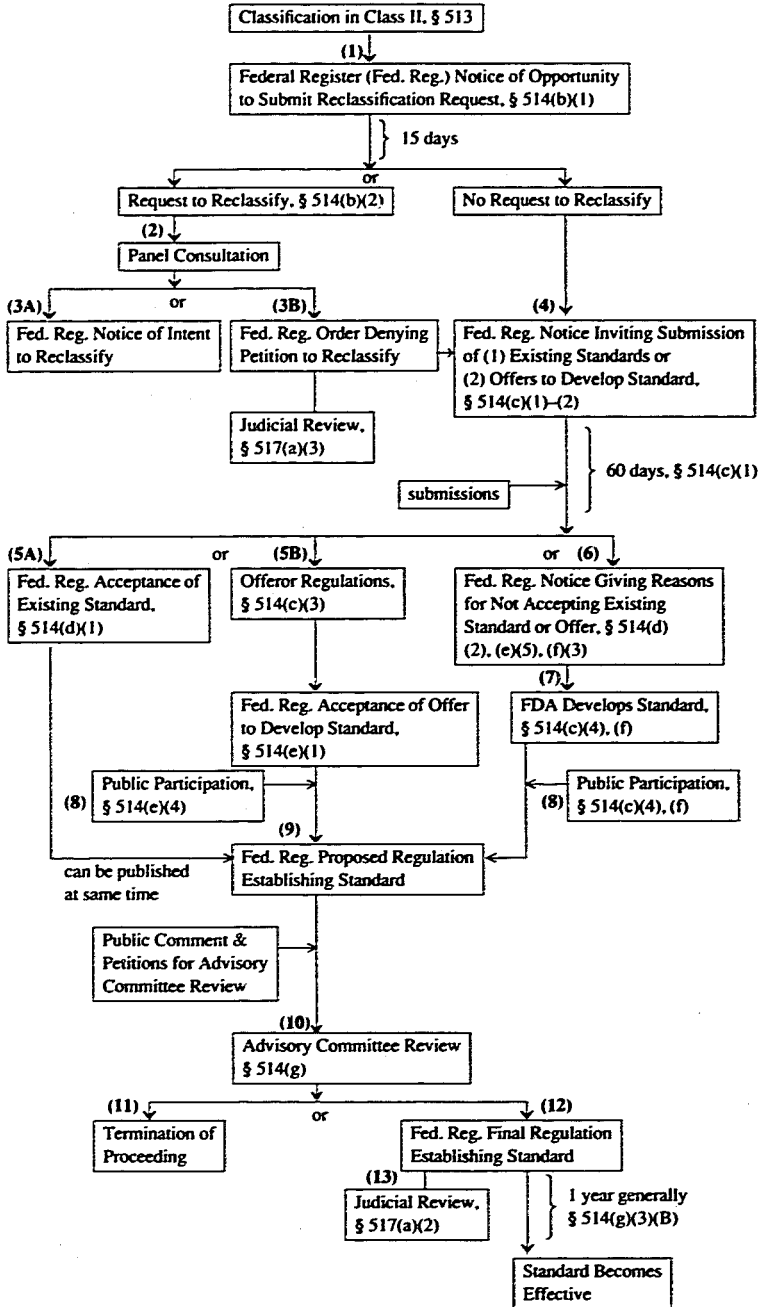 Classification in Class II, § 513
(1)
Federal Register (Fed. Reg.) Notice of Opportunity
to Submit Reclassification Request, § 514(b)(1)
15 days
or
Request to Reclassify, § 514(b)(2)
No Request to Reclassify
(2)
Panel Consultation
or
(3A)
Fed. Reg. Notice of Intent
to Reclassify
(3B)
Fed. Reg. Order Denying
Petition to Reclassify
(4)
Fed. Reg. Notice Inviting Submission
of (1) Existing Standards or
(2) Offers to Develop Standard,
§ 514(c)(1)–(2)
Judicial Review,
§ 517(a)(3)
60 days, § 514(c)(1)
submissions
(5A)
or
(5B)
or
(6)
Fed. Reg. Acceptance of
Existing Standard,
§ 514(d)(1)
Offeror Regulations,
§ 514(c)(3)
Fed. Reg. Notice Giving Reasons
for Not Accepting Existing
Standard or Offer, § 514(d)
(2), (e)(5), (f)(3)
(7)
Fed. Reg. Acceptance of Offer
to Develop Standard,
§ 514(e)(1)
FDA Develops Standard,
§ 514(c)(4), (f)
(8)
Public Participation,
§ 514(e)(4)
(8)
Public Participation,
§ 514(c)(4), (f)
(9)
Fed. Reg. Proposed Regulation
Establishing Standard
can be published
at same time
Public Comment &
Petitions for Advisory
Committee Review
(10)
Advisory Committee Review
§ 514(g)
(11)
or
(12)
Termination of
Proceeding
Fed. Reg. Final Regulation
Establishing Standard
(13)
Judicial Review,
§ 517(a)(2)
1 year generally
§ 514(g)(3)(B)
Standard Becomes
Effective